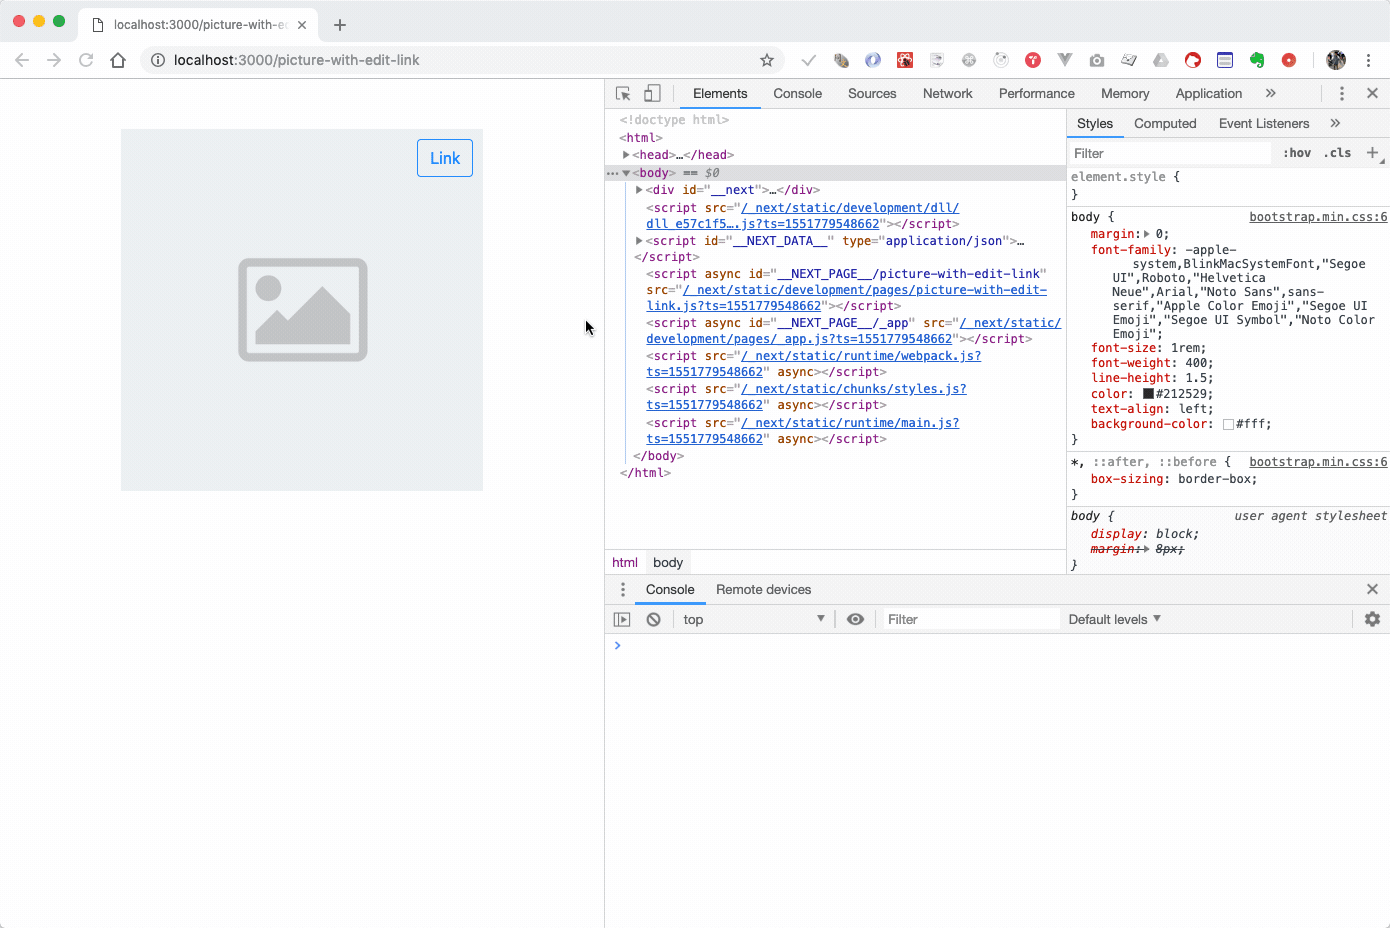 localhost:3000/picture-with-e
localhost:3000/picture-with-edit-link
Link
Elements Console Sources Network Performance Memory Application »
<!doctype html>
<html>
<head>…</head>
<body> == $0
<div id="__next">…</div>
<script src="/_next/static/development/dll/
dll_e57c1f5….js?ts=1551779548662"></script>
<script id="__NEXT_DATA__" type="application/json">…
</script>
<script async id="__NEXT_PAGE__/picture-with-edit-link"
src="/_next/static/development/pages/picture-with-edit-
link.js?ts=1551779548662"></script>
<script async id="__NEXT_PAGE__/_app" src="/_next/static/
development/pages/_app.js?ts=1551779548662"></script>
<script src="/_next/static/runtime/webpack.js?
ts=1551779548662" async></script>
<script src="/_next/static/chunks/styles.js?
ts=1551779548662" async></script>
<script src="/_next/static/runtime/main.js?
ts=1551779548662" async></script>
</body>
</html>
html body
Styles Computed Event Listeners »
Filter :hov .cls +
element.style {
}
body { bootstrap.min.css:6
margin: 0;
font-family: -apple-
system,BlinkMacSystemFont,"Segoe
UI",Roboto,"Helvetica
Neue",Arial,"Noto Sans",sans-
serif,"Apple Color Emoji","Segoe UI
Emoji","Segoe UI Symbol","Noto Color
Emoji";
font-size: 1rem;
font-weight: 400;
line-height: 1.5;
color: #212529;
text-align: left;
background-color: #fff;
}
*, ::after, ::before { bootstrap.min.css:6
box-sizing: border-box;
}
body { user agent stylesheet
display: block;
margin: 8px;
}
Console Remote devices
top Filter Default levels